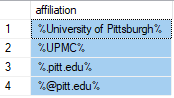 affiliation
1 %University of Pittsburgh%
2 %UPMC%
3 %.pitt.edu%
4 %@pitt.edu%